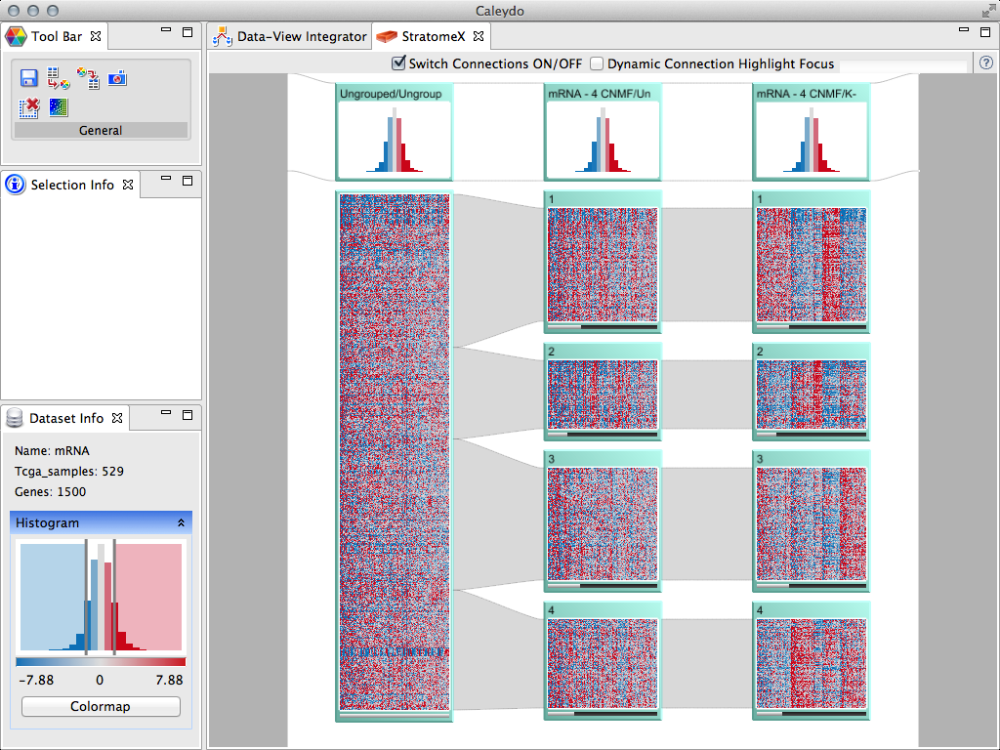 Caleydo
Tool Bar
General
Selection Info
Dataset Info
Name: mRNA
Tcga_samples: 529
Genes: 1500
Histogram
-7.88 0 7.88
Colormap
Data-View Integrator StratomeX
Switch Connections ON/OFF Dynamic Connection Highlight Focus
?
Ungrouped/Ungroup mRNA - 4 CNMF/Un mRNA - 4 CNMF/K-
1 1
2 2
3 3
4 4